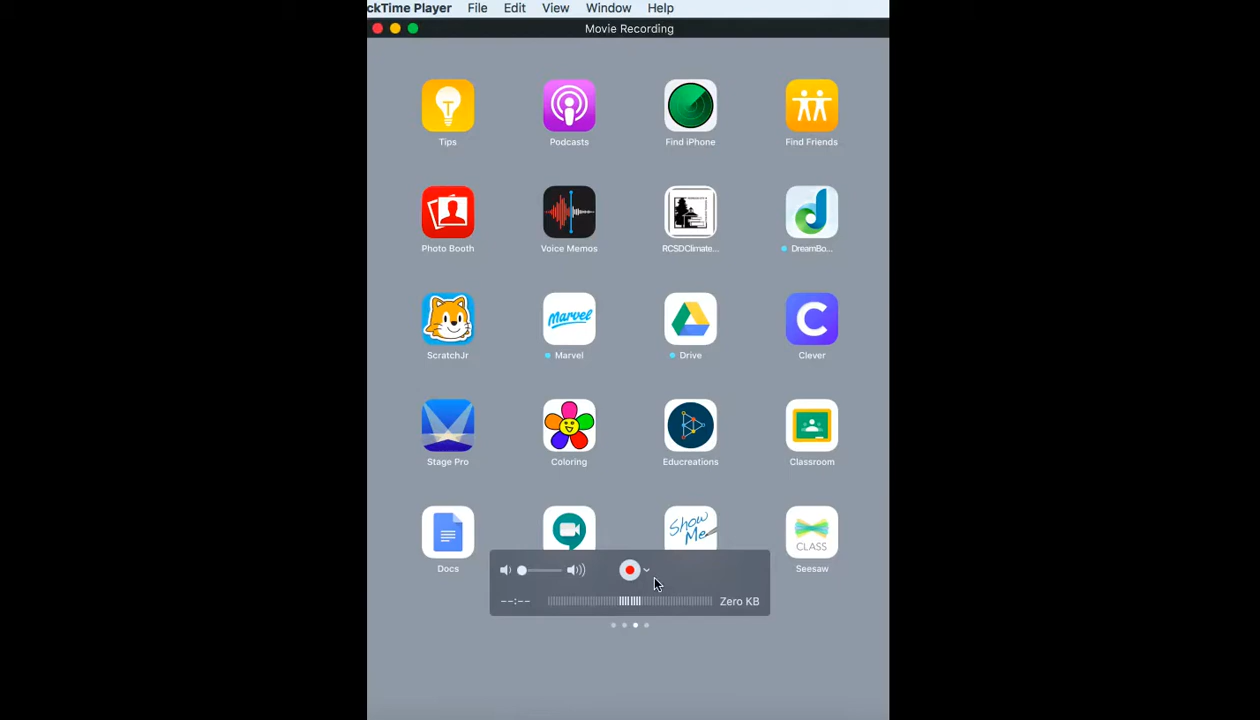 ckTime Player File Edit View Window Help
Movie Recording
Tips Podcasts Find iPhone Find Friends
Photo Booth Voice Memos RCSDClimate... DreamBo...
Marvel
ScratchJr Marvel Drive Clever
Stage Pro Coloring Educreations Classroom
Show
Me
CLASS
Docs Seesaw
--:-- Zero KB